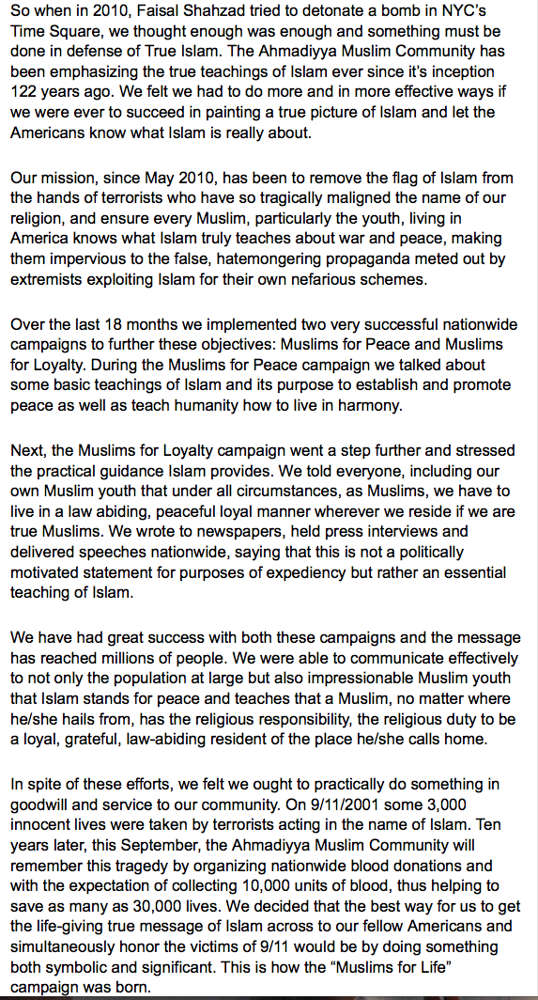 So when in 2010, Faisal Shahzad tried to detonate a bomb in NYC's
Time Square, we thought enough was enough and something must be
done in defense of True Islam. The Ahmadiyya Muslim Community has
been emphasizing the true teachings of Islam ever since it's inception
122 years ago. We felt we had to do more and in more effective ways if
we were ever to succeed in painting a true picture of Islam and let the
Americans know what Islam is really about.

Our mission, since May 2010, has been to remove the flag of Islam from
the hands of terrorists who have so tragically maligned the name of our
religion, and ensure every Muslim, particularly the youth, living in
America knows what Islam truly teaches about war and peace, making
them impervious to the false, hatemongering propaganda meted out by
extremists exploiting Islam for their own nefarious schemes.

Over the last 18 months we implemented two very successful nationwide
campaigns to further these objectives: Muslims for Peace and Muslims
for Loyalty. During the Muslims for Peace campaign we talked about
some basic teachings of Islam and its purpose to establish and promote
peace as well as teach humanity how to live in harmony.

Next, the Muslims for Loyalty campaign went a step further and stressed
the practical guidance Islam provides. We told everyone, including our
own Muslim youth that under all circumstances, as Muslims, we have to
live in a law abiding, peaceful loyal manner wherever we reside if we are
true Muslims. We wrote to newspapers, held press interviews and
delivered speeches nationwide, saying that this is not a politically
motivated statement for purposes of expediency but rather an essential
teaching of Islam.

We have had great success with both these campaigns and the message
has reached millions of people. We were able to communicate effectively
to not only the population at large but also impressionable Muslim youth
that Islam stands for peace and teaches that a Muslim, no matter where
he/she hails from, has the religious responsibility, the religious duty to be
a loyal, grateful, law-abiding resident of the place he/she calls home.

In spite of these efforts, we felt we ought to practically do something in
goodwill and service to our community. On 9/11/2001 some 3,000
innocent lives were taken by terrorists acting in the name of Islam. Ten
years later, this September, the Ahmadiyya Muslim Community will
remember this tragedy by organizing nationwide blood donations and
with the expectation of collecting 10,000 units of blood, thus helping to
save as many as 30,000 lives. We decided that the best way for us to get
the life-giving true message of Islam across to our fellow Americans and
simultaneously honor the victims of 9/11 would be by doing something
both symbolic and significant. This is how the “Muslims for Life”
campaign was born.